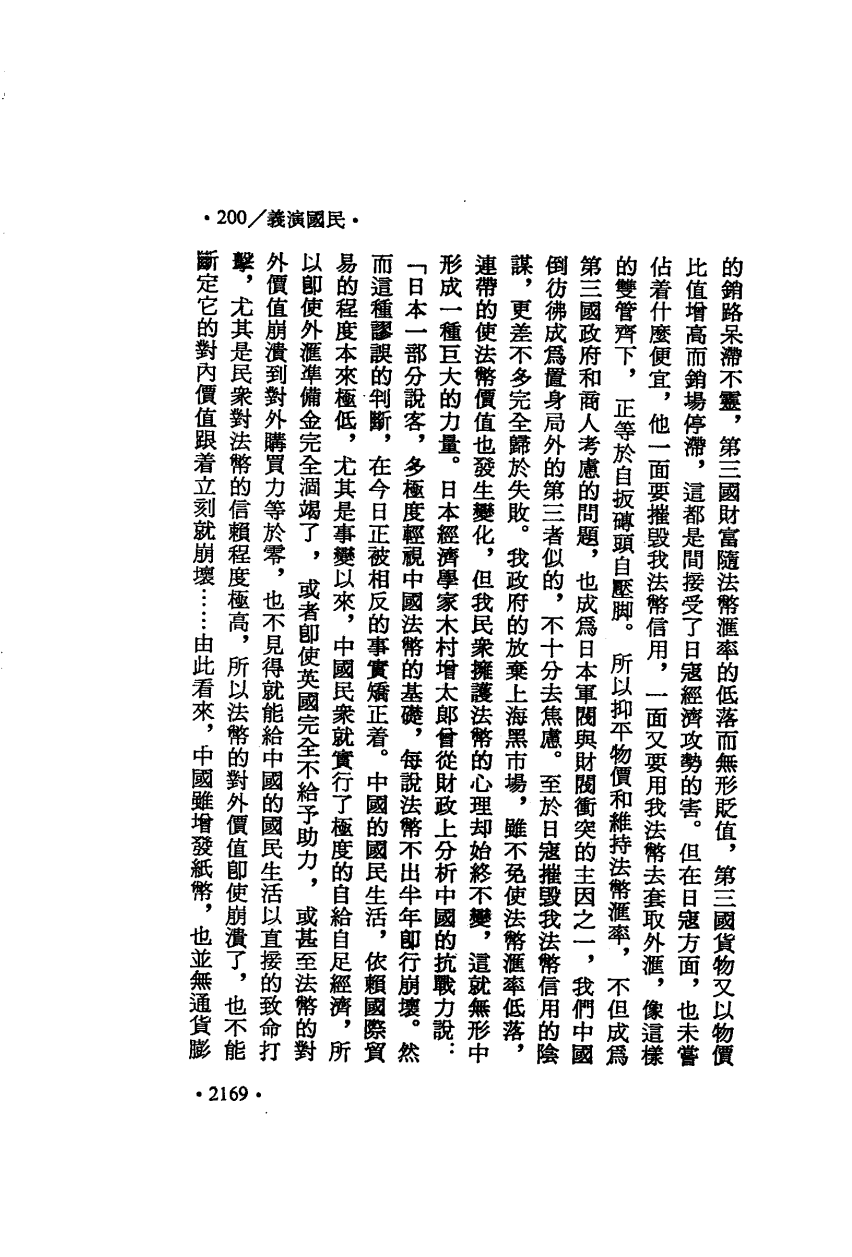 •200/義演國民•
的銷路呆滯不靈，第三國財富隨法幣滙率的低落而無形貶值，第三國貨物又以物價
比值增高而銷場停滯，這都是間接受了日寇經濟攻勢的害。但在日寇方面，也未嘗
佔着什麼便宜，他一面要摧毀我法幣信用，一面又要用我法幣去套取外滙，像這樣
的雙管齊下，正等於自扳磚頭自壓脚。所以抑平物價和維持法幣滙率，不但成爲
第三國政府和商人考慮的問題，也成爲日本軍閥與財閥衝突的主因之一，我們中國
倒彷彿成爲置身局外的第三者似的，不十分去焦慮。至於日寇摧毀我法幣信用的陰
謀，更差不多完全歸於失敗。我政府的放棄上海黑市場，雖不免使法幣滙率低落，
連帶的使法幣價值也發生變化，但我民衆擁護法幣的心理却始終不變，這就無形中
形成一種巨大的力量。日本經濟學家木村增太郎曾從財政上分析中國的抗戰力說：
「日本一部分說客，多極度輕視中國法幣的基礎，每說法幣不出半年卽行崩壞。然
而這種謬誤的判斷，在今日正被相反的事實矯正着。中國的國民生活，依賴國際貿
易的程度本來極低，尤其是事變以來，中國民衆就實行了極度的自給自足經濟，所
以卽使外滙準備金完全涸竭了，或者卽使英國完全不給予助力，或甚至法幣的對
外價值崩潰到對外購買力等於零，也不見得就能給中國的國民生活以直接的致命打
擊，尤其是民衆對法幣的信賴程度極高，所以法幣的對外價值卽使崩潰了，也不能
斷定它的對內價值跟着立刻就崩壞……由此看來，中國雖增發紙幣，也並無通貨膨
•2169•